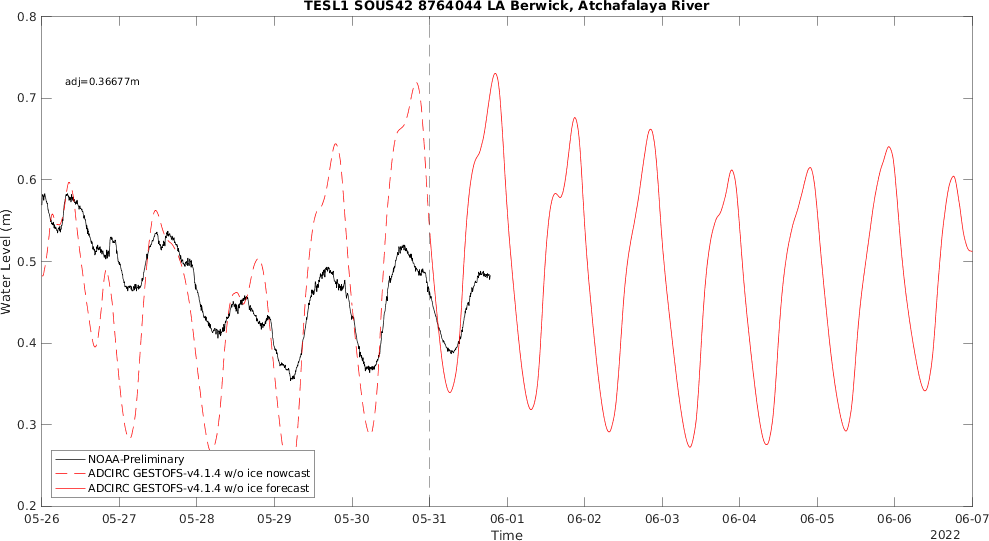 TESL1 SOUS42 8764044 LA Berwick, Atchafalaya River
adj=0.36677m
Water Level (m)
0.8
0.7
0.6
0.5
0.4
0.3
0.2
NOAA-Preliminary
ADCIRC GESTOFS-v4.1.4 w/o ice nowcast
ADCIRC GESTOFS-v4.1.4 w/o ice forecast
05-26 05-27 05-28 05-29 05-30 05-31 06-01 06-02 06-03 06-04 06-05 06-06 06-07
Time
2022